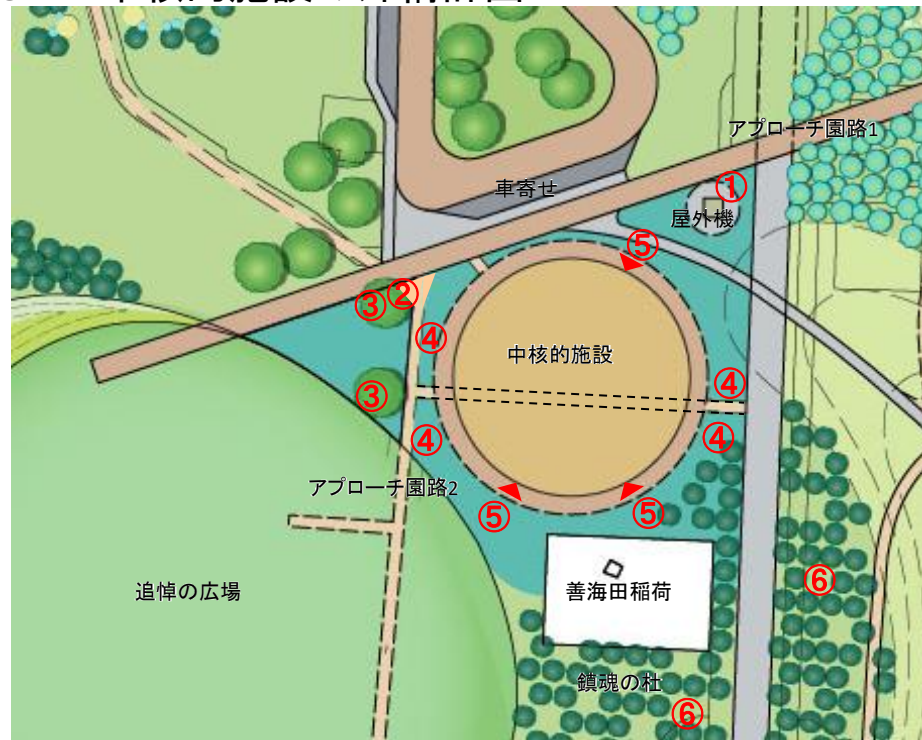 アプローチ園路1
①
車寄せ
屋外機
⑤
②
③
④
中核的施設
④
③
④
④
アプローチ園路2
⑤
⑤
⑥
追悼の広場
善海田稲荷
鎮魂の杜
⑥